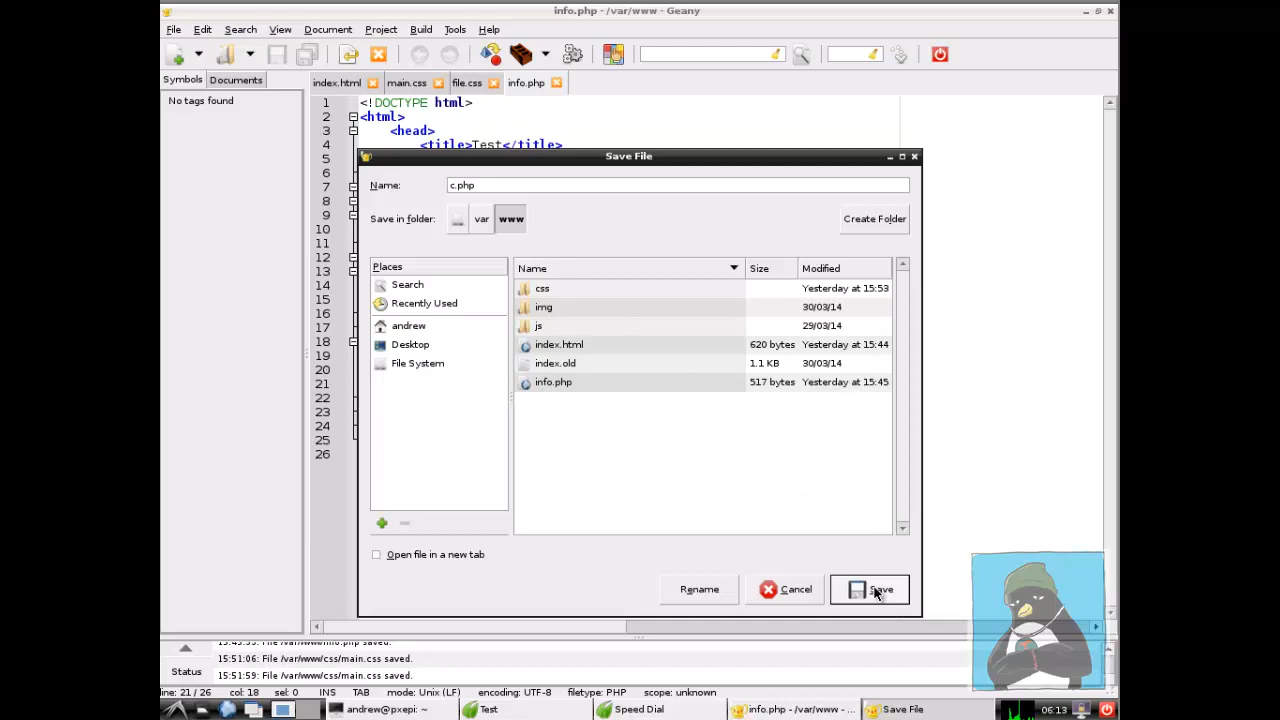 info.php - /var/www - Geany
File Edit Search View Document Project Build Tools Help
Symbols Documents
index.html main.css file.css info.php
No tags found
1 <!DOCTYPE html>
2 <html>
3 <head>
4 <title>Test</title>
5
6
7
8
9
10
11
12
13
14
15
16
17
18
19
20
21
22
23
24
25
26
Save File
Name: c.php
Save in folder: var www Create Folder
Places
Search
Recently Used
andrew
Desktop
File System
Name Size Modified
css Yesterday at 15:53
img 30/03/14
js 29/03/14
index.html 620 bytes Yesterday at 15:44
index.old 1.1 KB 30/03/14
info.php 517 bytes Yesterday at 15:45
Open file in a new tab
Rename Cancel Save
Status
File /var/www/info.php saved.
15:51:06: File /var/www/css/main.css saved.
15:51:59: File /var/www/css/main.css saved.
line: 21 / 26 col: 18 sel: 0 INS TAB mode: Unix (LF) encoding: UTF-8 filetype: PHP scope: unknown
andrew@pxepi: ~ Test Speed Dial info.php - /var/www - ... Save File 06:13